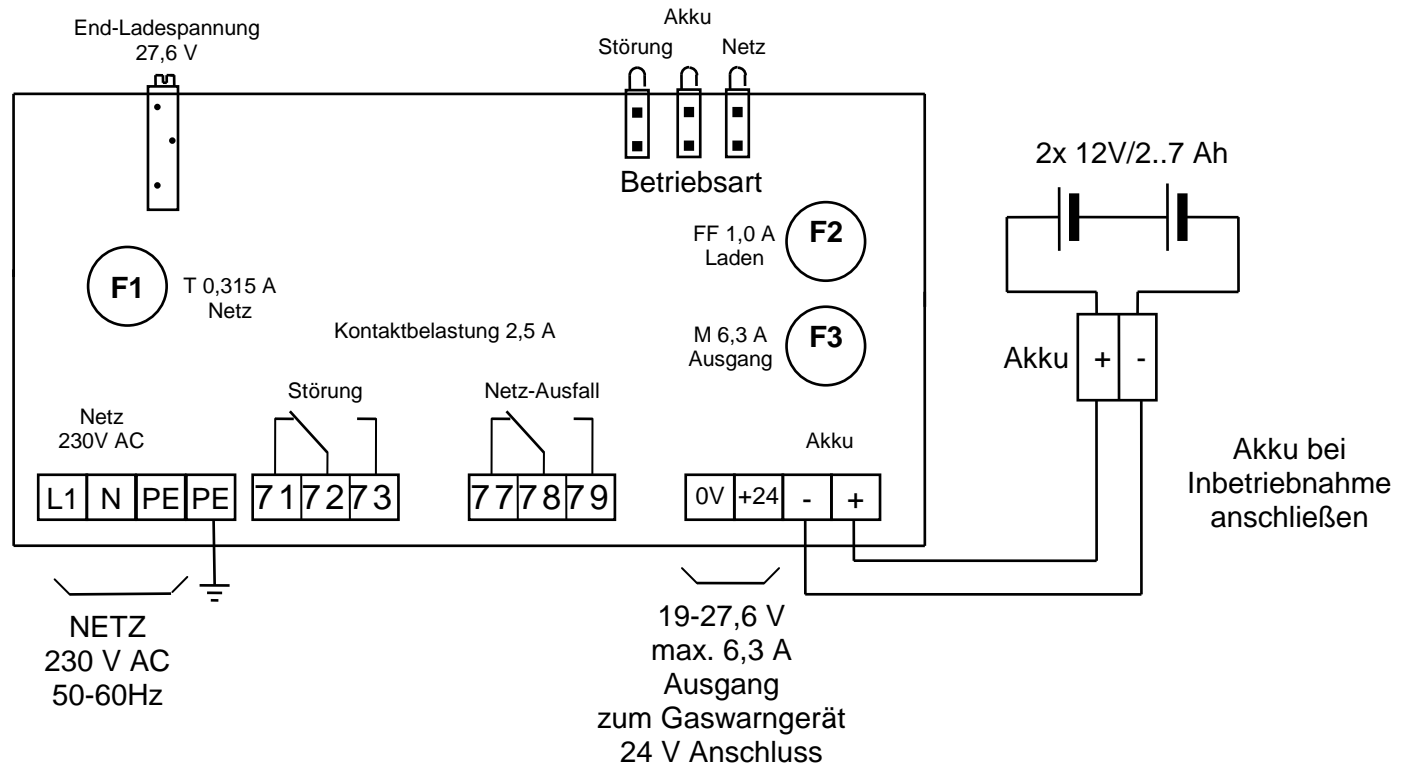 End-Ladespannung
27,6 V
Akku
Störung Netz
Betriebsart
2x 12V/2..7 Ah
F1
T 0,315 A
Netz
FF 1,0 A
Laden
F2
Kontaktbelastung 2,5 A
M 6,3 A
Ausgang
F3
Akku + -
Störung
Netz-Ausfall
Netz
230V AC
Akku
L1 N PE PE
71 72 73
77 78 79
0V +24 - +
Akku bei
Inbetriebnahme
anschließen
NETZ
230 V AC
50-60Hz
19-27,6 V
max. 6,3 A
Ausgang
zum Gaswarngerät
24 V Anschluss